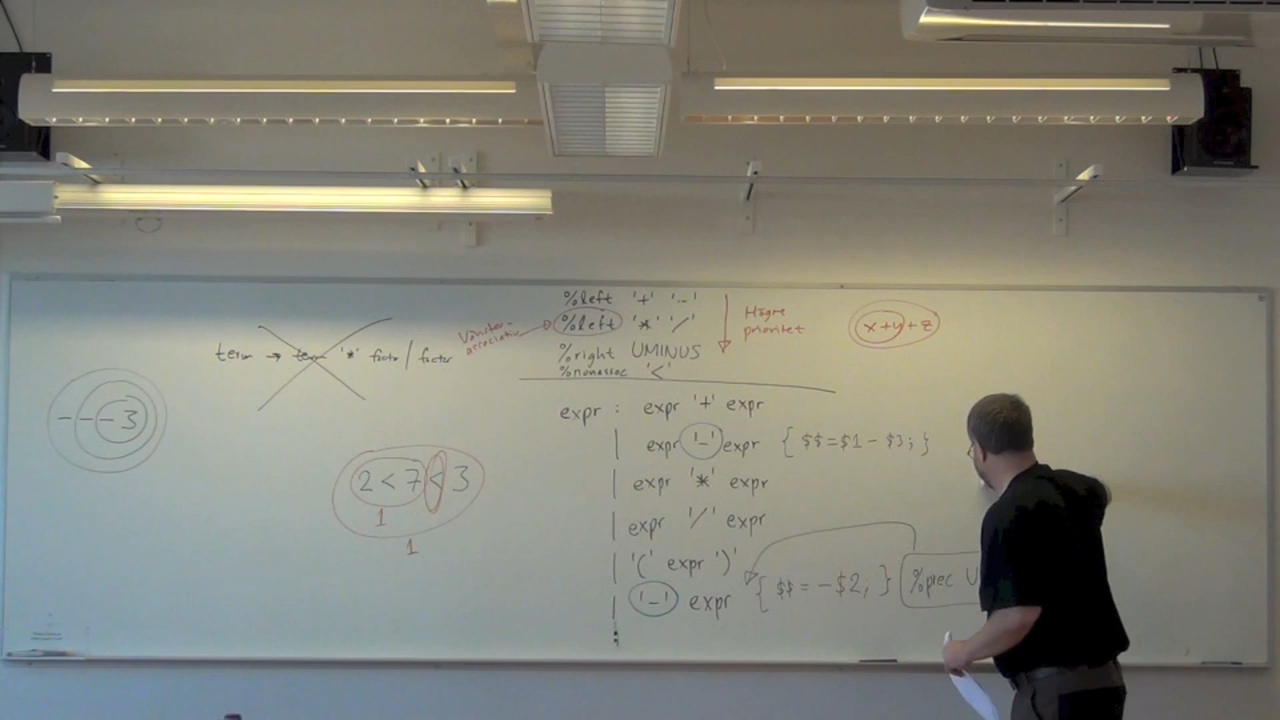 %left '+' '-'
%left '*' '/'
%right UMINUS
%nonassoc '<'
Högre
prioritet
x+y+z
Vänster-
associativ
term → term '*' factor / factor
- - - 3
2 < 7 < 3
1
1
expr : expr '+' expr
| expr '-' expr { $$=$1 - $3; }
| expr '*' expr
| expr '/' expr
| '(' expr ')'
| '-' expr { $$ = -$2; } %prec U
;